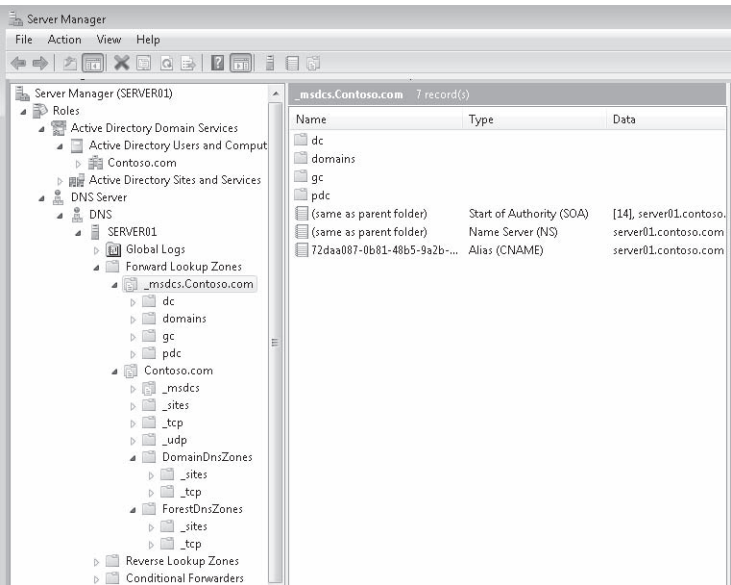 Server Manager
File Action View Help
Server Manager (SERVER01)
Roles
Active Directory Domain Services
Active Directory Users and Comput
Contoso.com
Active Directory Sites and Services
DNS Server
DNS
SERVER01
Global Logs
Forward Lookup Zones
_msdcs.Contoso.com
dc
domains
gc
pdc
Contoso.com
_msdcs
_sites
_tcp
_udp
DomainDnsZones
_sites
_tcp
ForestDnsZones
_sites
_tcp
Reverse Lookup Zones
Conditional Forwarders
_msdcs.Contoso.com 7 record(s)
Name Type Data
dc
domains
gc
pdc
(same as parent folder) Start of Authority (SOA) [14], server01.contoso.
(same as parent folder) Name Server (NS) server01.contoso.com
72daa087-0b81-48b5-9a2b-... Alias (CNAME) server01.contoso.com